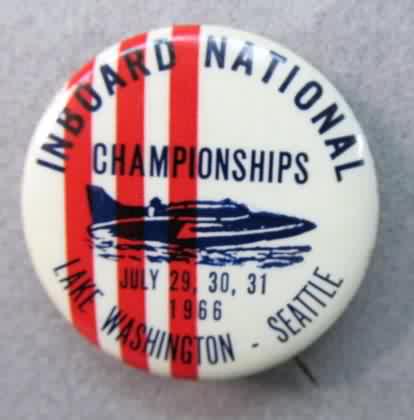 INBOARD NATIONAL
CHAMPIONSHIPS
JULY 29, 30, 31
1966
LAKE WASHINGTON - SEATTLE